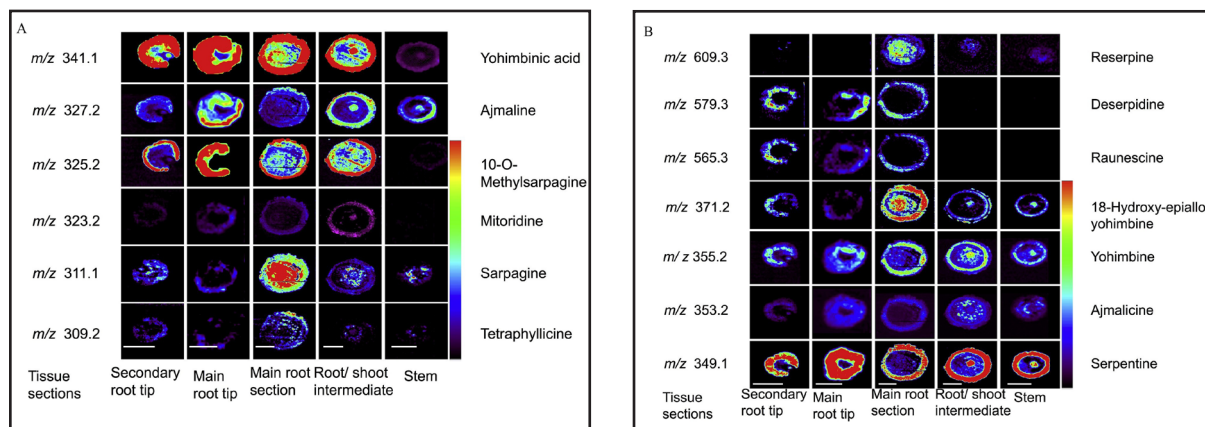 A
m/z 341.1 Yohimbinic acid
m/z 327.2 Ajmaline
m/z 325.2 10-O-
Methylsarpagine
m/z 323.2 Mitoridine
m/z 311.1 Sarpagine
m/z 309.2 Tetraphyllicine
Tissue
sections
Secondary
root tip
Main
root tip
Main root
section
Root/ shoot
intermediate
Stem
B
m/z 609.3 Reserpine
m/z 579.3 Deserpidine
m/z 565.3 Raunescine
m/z 371.2 18-Hydroxy-epiallo
yohimbine
m/ z 355.2 Yohimbine
m/z 353.2 Ajmalicine
m/z 349.1 Serpentine
Tissue
sections
Secondary
root tip
Main
root tip
Main root
section
Root/ shoot
intermediate
Stem